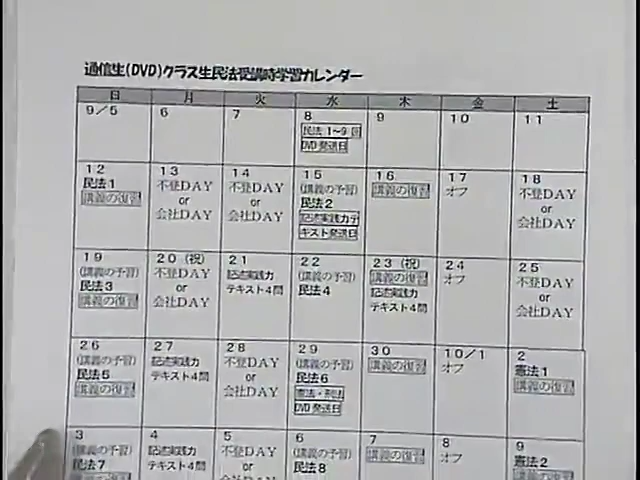 通信生(DVD)クラス生民法受講時学習カレンダー
日 月 火 水 木 金 土
9/5 6 7 8 9 10 11
民法 1~9 回
DVD発送日
12 13 14 15 16 17 18
民法1 不登DAY 不登DAY (講義の予習) 講義の復習 オフ 不登DAY
講義の復習 or or 民法2 or
会社DAY 会社DAY 記述実践力テ 会社DAY
キスト発送日
19 20(祝) 21 22 23(祝) 24 25
(講義の予習) 不登DAY 記述実践力 (講義の予習) 講義の復習 オフ 不登DAY
民法3 or テキスト4問 民法4 記述実践力 or
講義の復習 会社DAY テキスト4問 会社DAY
26 27 28 29 30 10/1 2
(講義の予習) 記述実践力 不登DAY (講義の予習) 講義の復習 オフ 憲法1
民法5 テキスト4問 or 民法6 講義の復習
講義の復習 会社DAY 憲法・刑法
DVD発送日
3 4 5 6 7 8 9
(講義の予習) 記述実践力 不登DAY (講義の予習) 講義の復習 オフ 憲法2
民法7 テキスト4問 or 民法8